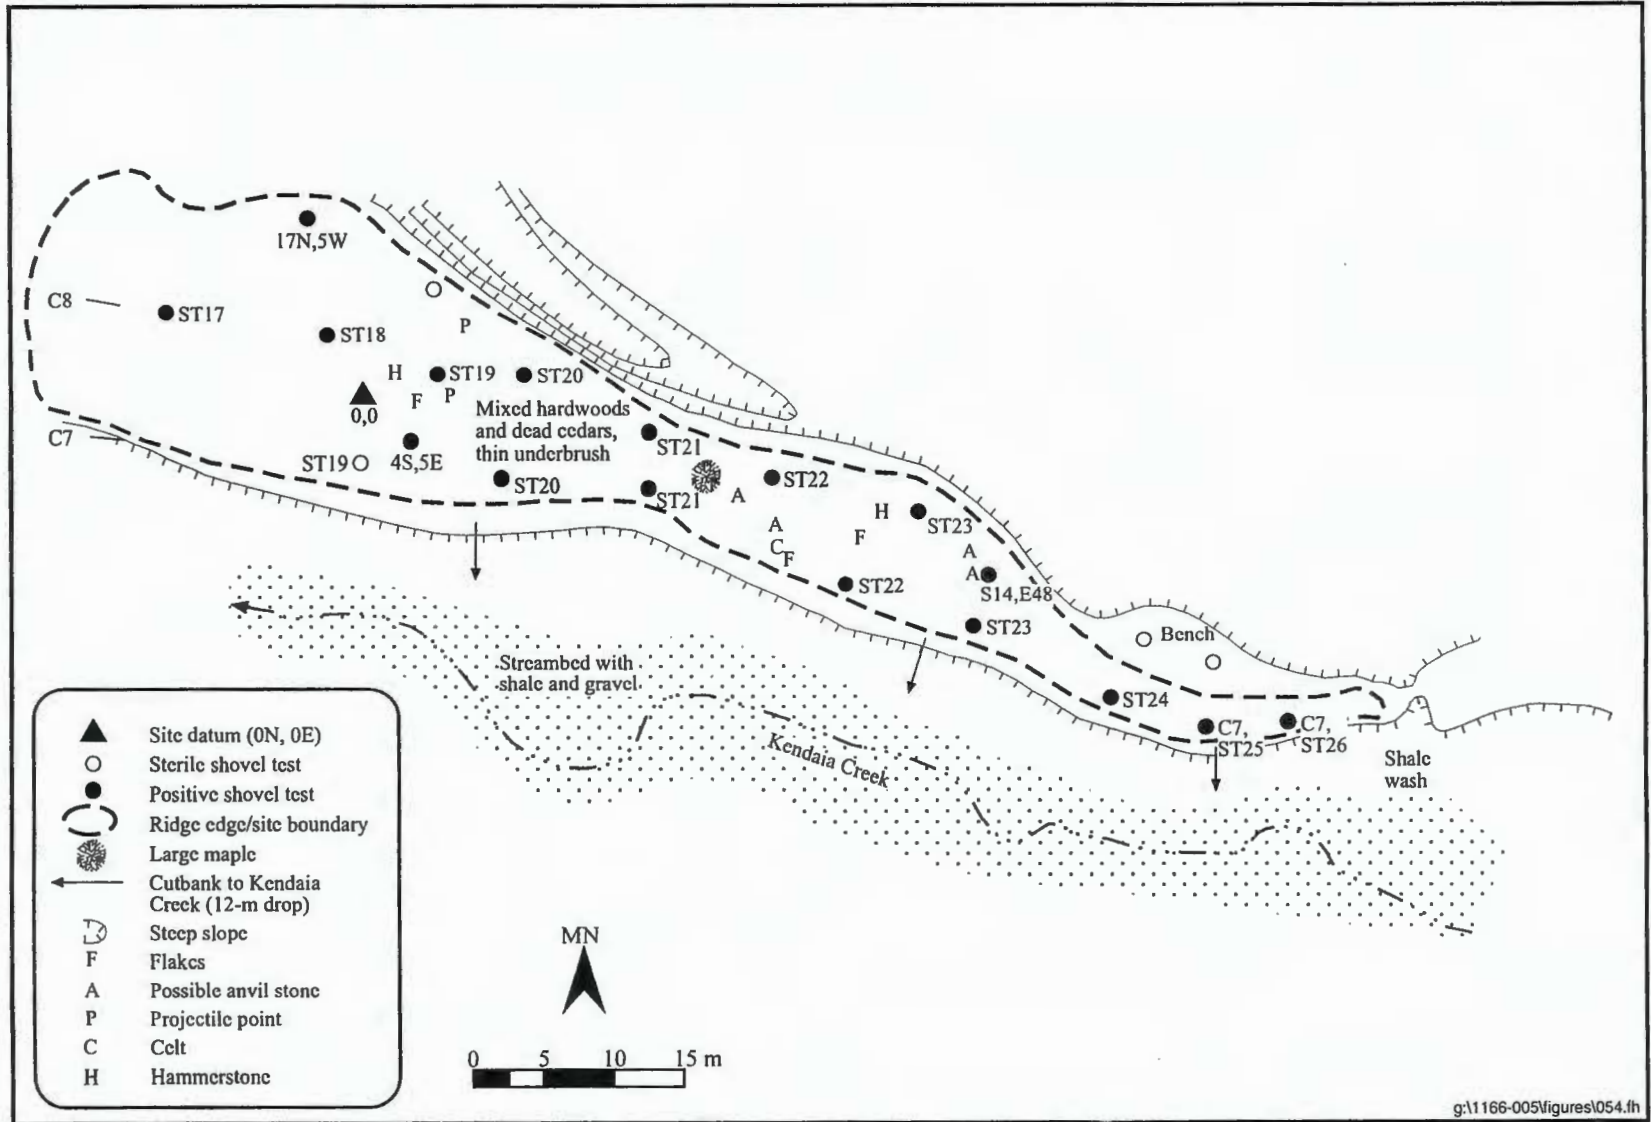 17N,5W
C8
ST17
ST18
P
H
ST19
ST20
F
P
0,0
Mixed hardwoods
and dead cedars,
thin underbrush
C7
ST19
4S,5E
ST20
ST21
ST21
A
ST22
H
ST23
A
F
A
C
F
A
S14,E48
ST22
ST23
Bench
Streambed with
shale and gravel
ST24
C7,
ST25
C7,
ST26
Kendaia Creek
Shale
wash
Site datum (0N, 0E)
Sterile shovel test
Positive shovel test
Ridge edge/site boundary
Large maple
Cutbank to Kendaia
Creek (12-m drop)
Steep slope
F Flakes
A Possible anvil stone
P Projectile point
C Celt
H Hammerstone
MN
0 5 10 15 m
g:\1166-005\figures\054.fh